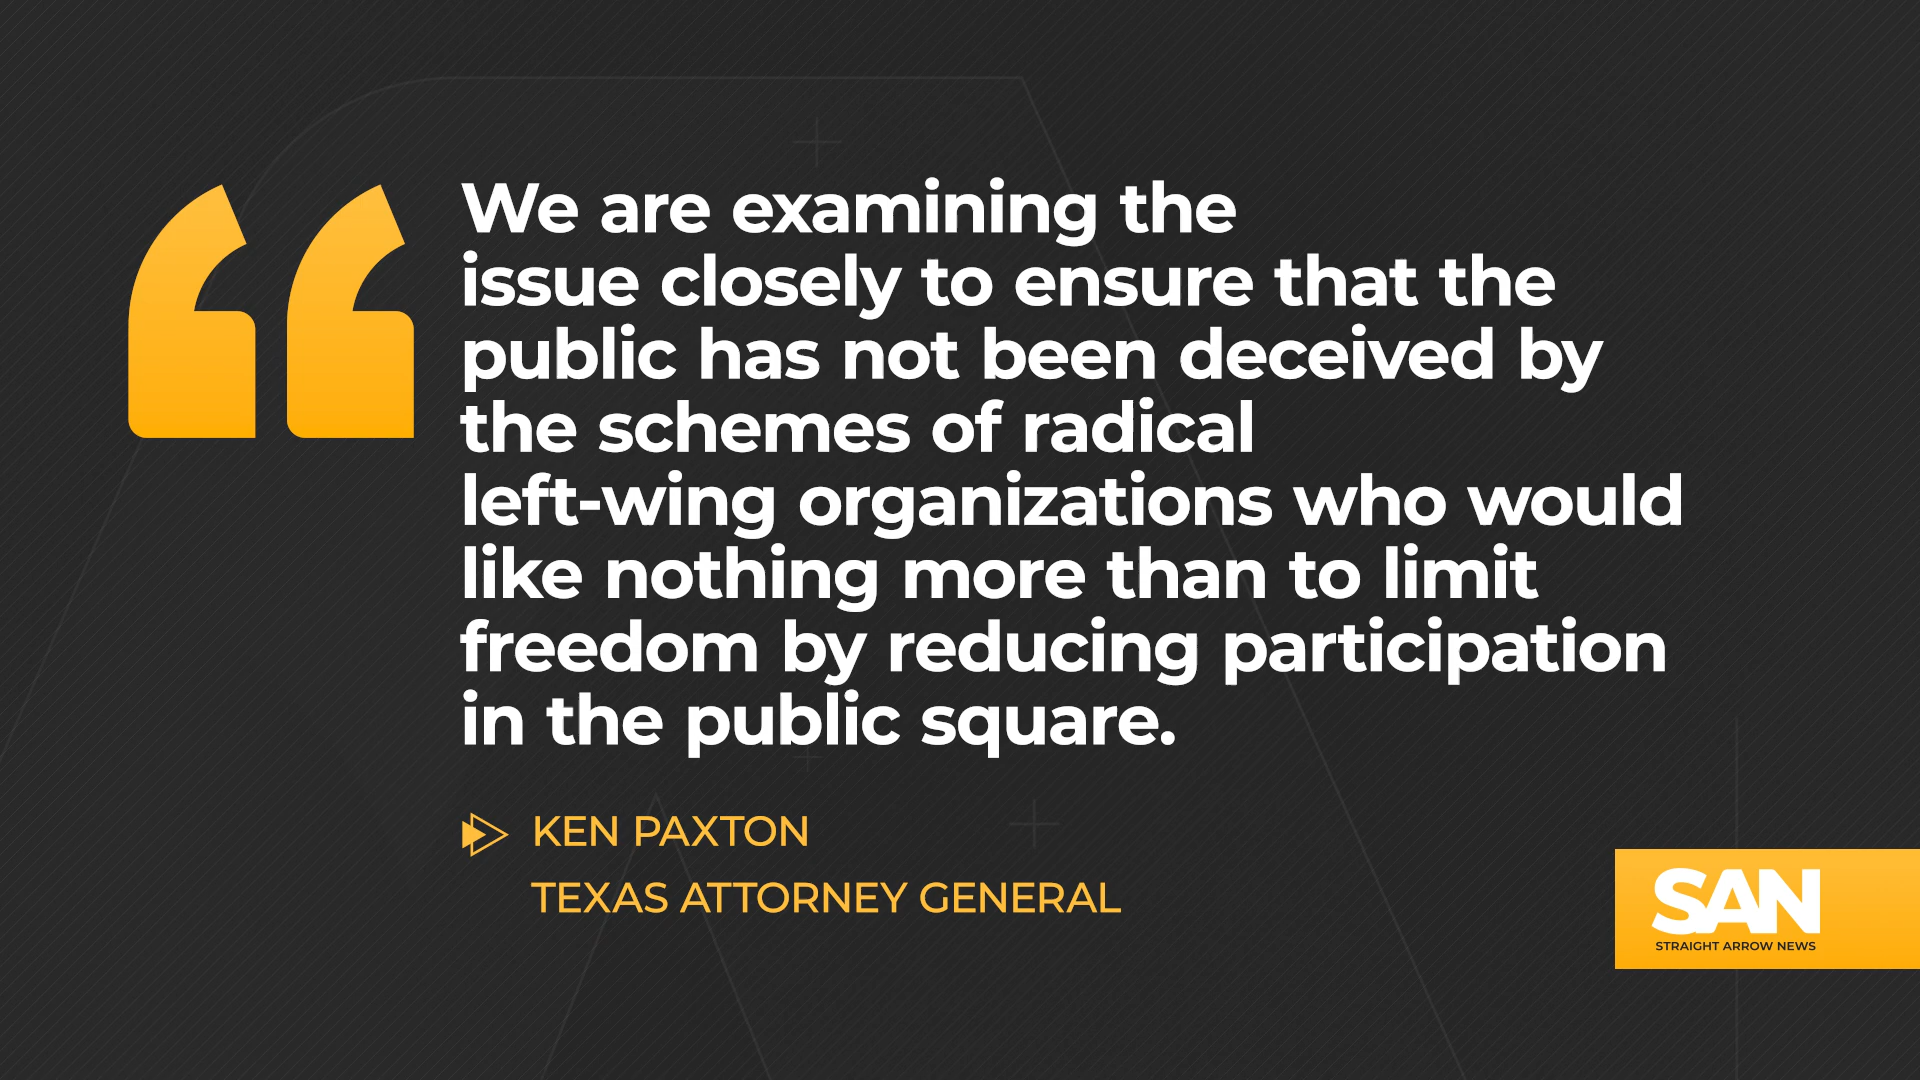 We are examining the
issue closely to ensure that the
public has not been deceived by
the schemes of radical
left-wing organizations who would
like nothing more than to limit
freedom by reducing participation
in the public square.
KEN PAXTON
TEXAS ATTORNEY GENERAL
SAN
STRAIGHT ARROW NEWS